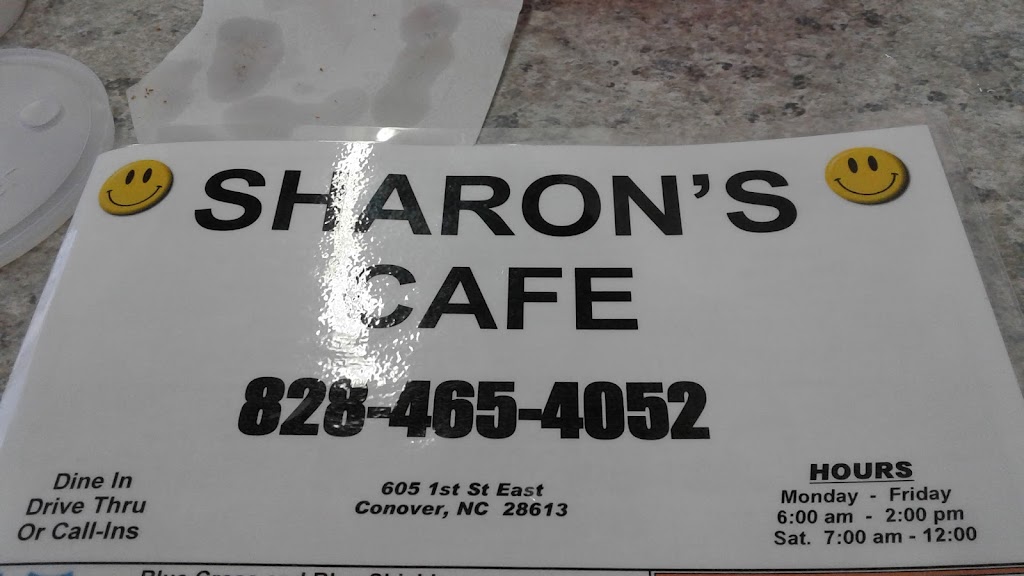 SHARON'S
CAFE
828-465-4052
Dine In
Drive Thru
Or Call-Ins
605 1st St East
Conover, NC 28613
HOURS
Monday - Friday
6:00 am - 2:00 pm
Sat. 7:00 am - 12:00